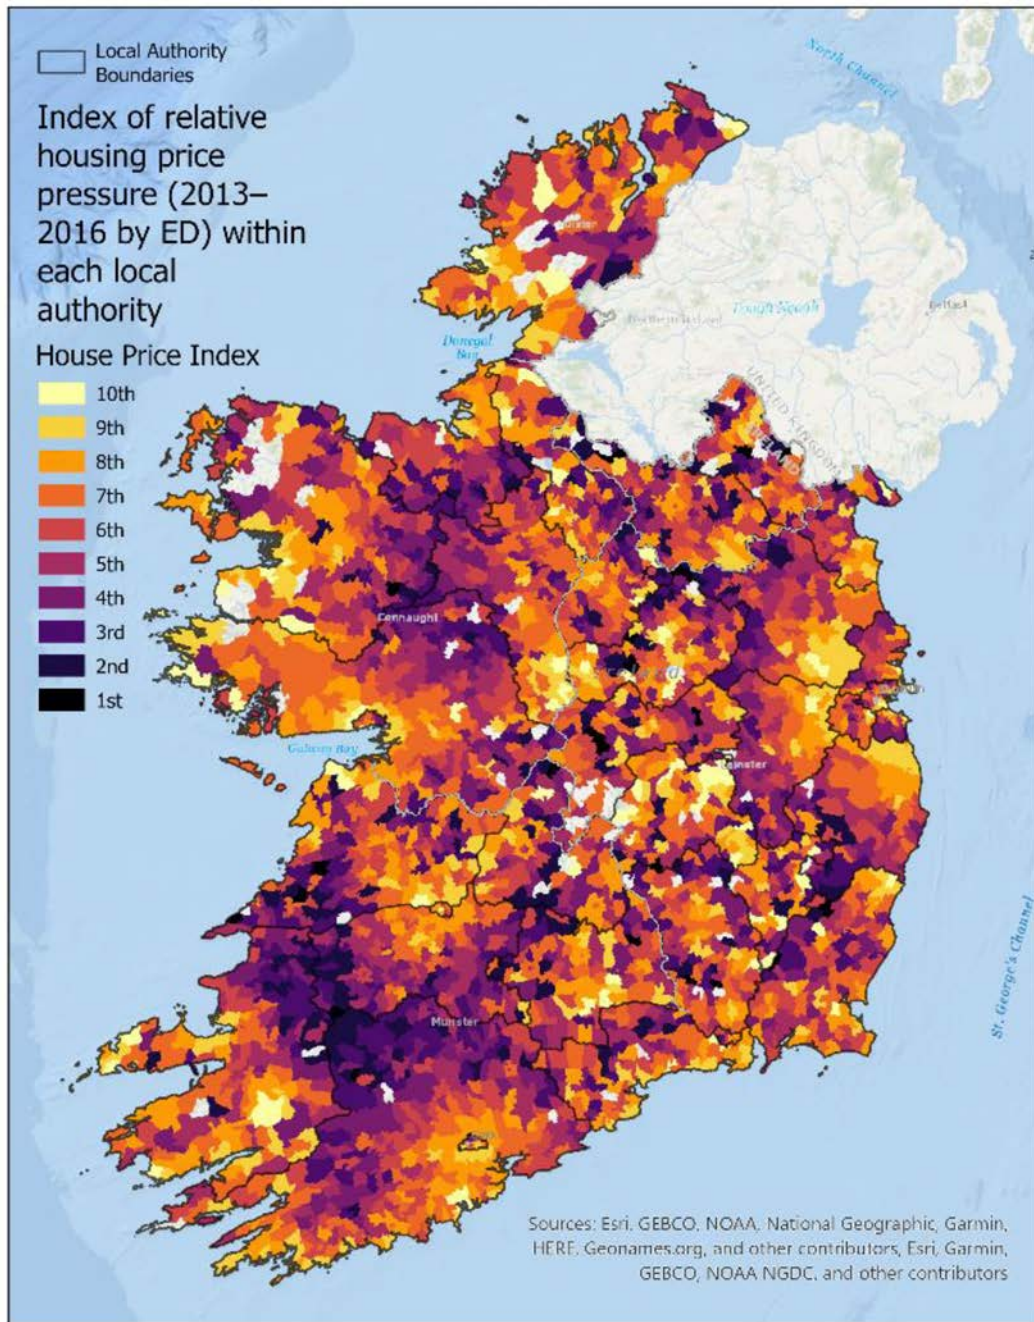 Local Authority
Boundaries
Index of relative
housing price
pressure (2013–
2016 by ED) within
each local
authority
House Price Index
10th
9th
8th
7th
6th
5th
4th
3rd
2nd
1st
North Channel
Lough Neagh
Belfast
Northern Ireland
Donegal
Bay
UNITED KINGDOM
IRELAND
Connaught
Galway Bay
Leinster
Munster
St. George's Channel
Sources: Esri, GEBCO, NOAA, National Geographic, Garmin,
HERE, Geonames.org, and other contributors, Esri, Garmin,
GEBCO, NOAA NGDC, and other contributors